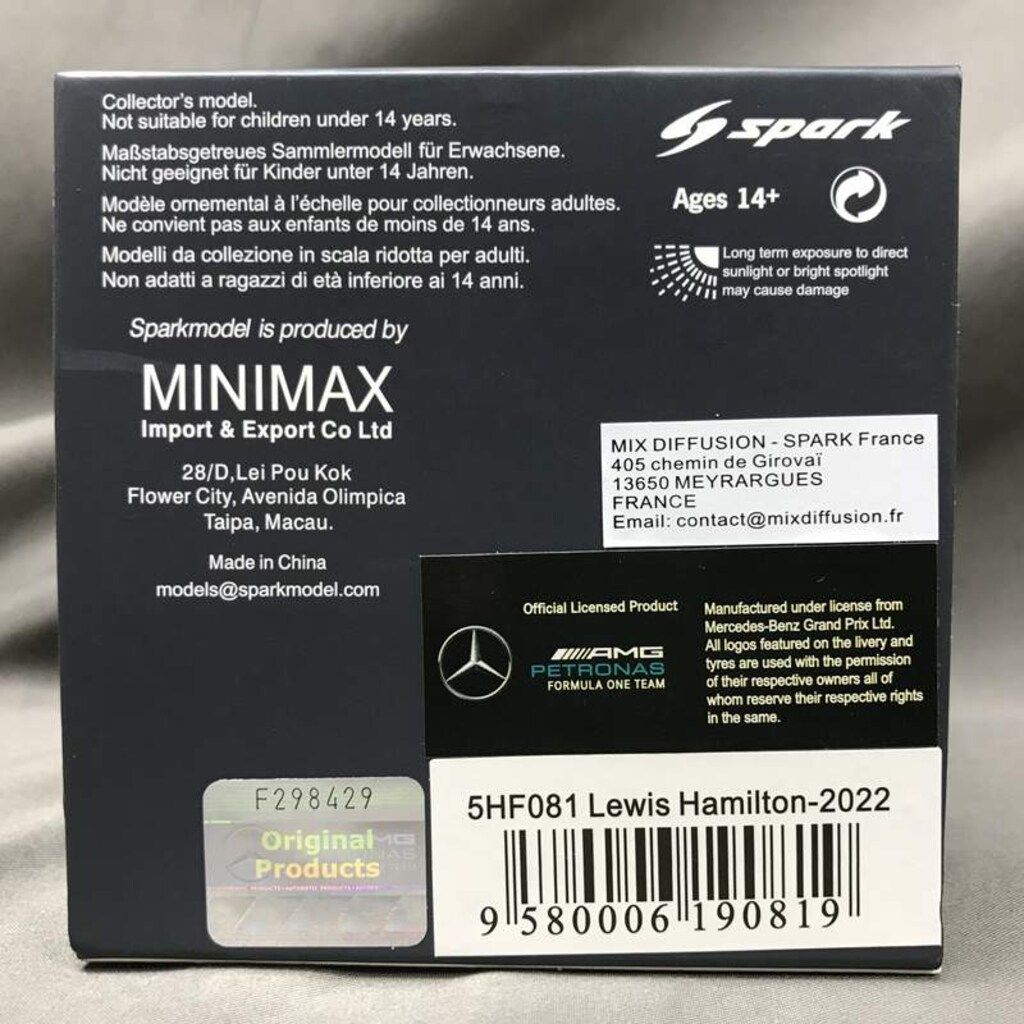 Collector's model.
Not suitable for children under 14 years.
Maßstabsgetreues Sammlermodell für Erwachsene.
Nicht geeignet für Kinder unter 14 Jahren.
Modèle ornemental à l'échelle pour collectionneurs adultes.
Ne convient pas aux enfants de moins de 14 ans.
Modelli da collezione in scala ridotta per adulti.
Non adatti a ragazzi di età inferiore ai 14 anni.
spark
Ages 14+
Long term exposure to direct
sunlight or bright spotlight
may cause damage
Sparkmodel is produced by
MINIMAX
Import & Export Co Ltd
28/D,Lei Pou Kok
Flower City, Avenida Olimpica
Taipa, Macau.
Made in China
models@sparkmodel.com
MIX DIFFUSION - SPARK France
405 chemin de Girovaï
13650 MEYRARGUES
FRANCE
Email: contact@mixdiffusion.fr
Official Licensed Product
AMG
PETRONAS
FORMULA ONE TEAM
Manufactured under license from
Mercedes-Benz Grand Prix Ltd.
All logos featured on the livery and
tyres are used with the permission
of their respective owners all of
whom reserve their respective rights
in the same.
F298429
Original
Products
5HF081 Lewis Hamilton-2022
9 580006 190819